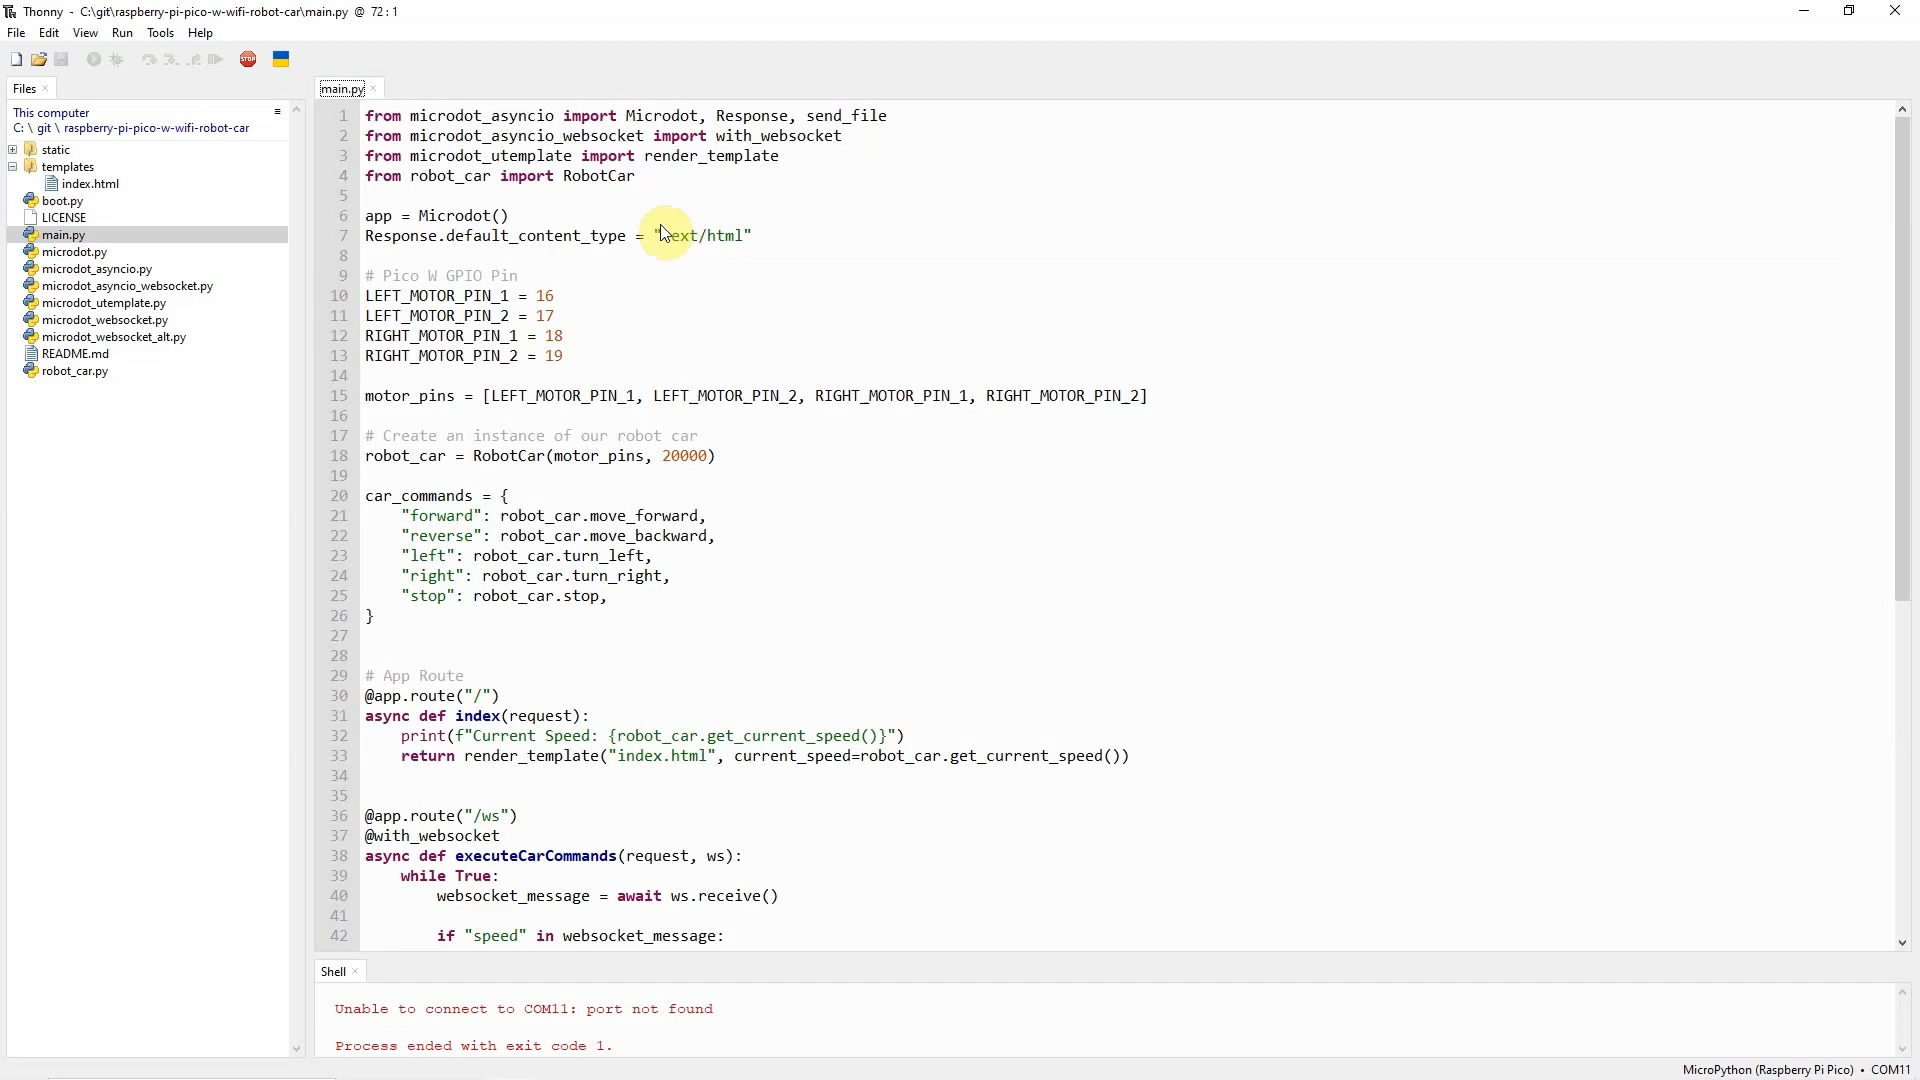 Thonny - C:\git\raspberry-pi-pico-w-wifi-robot-car\main.py @ 72:1
File Edit View Run Tools Help
STOP
Files
This computer
C: \ git \ raspberry-pi-pico-w-wifi-robot-car
static
templates
index.html
boot.py
LICENSE
main.py
microdot.py
microdot_asyncio.py
microdot_asyncio_websocket.py
microdot_utemplate.py
microdot_websocket.py
microdot_websocket_alt.py
README.md
robot_car.py
main.py
1 from microdot_asyncio import Microdot, Response, send_file
2 from microdot_asyncio_websocket import with_websocket
3 from microdot_utemplate import render_template
4 from robot_car import RobotCar
5
6 app = Microdot()
7 Response.default_content_type = "text/html"
8
9 # Pico W GPIO Pin
10 LEFT_MOTOR_PIN_1 = 16
11 LEFT_MOTOR_PIN_2 = 17
12 RIGHT_MOTOR_PIN_1 = 18
13 RIGHT_MOTOR_PIN_2 = 19
14
15 motor_pins = [LEFT_MOTOR_PIN_1, LEFT_MOTOR_PIN_2, RIGHT_MOTOR_PIN_1, RIGHT_MOTOR_PIN_2]
16
17 # Create an instance of our robot car
18 robot_car = RobotCar(motor_pins, 20000)
19
20 car_commands = {
21     "forward": robot_car.move_forward,
22     "reverse": robot_car.move_backward,
23     "left": robot_car.turn_left,
24     "right": robot_car.turn_right,
25     "stop": robot_car.stop,
26 }
27
28
29 # App Route
30 @app.route("/")
31 async def index(request):
32     print(f"Current Speed: {robot_car.get_current_speed()}")
33     return render_template("index.html", current_speed=robot_car.get_current_speed())
34
35
36 @app.route("/ws")
37 @with_websocket
38 async def executeCarCommands(request, ws):
39     while True:
40         websocket_message = await ws.receive()
41
42         if "speed" in websocket_message:
Shell
Unable to connect to COM11: port not found
Process ended with exit code 1.
MicroPython (Raspberry Pi Pico) • COM11